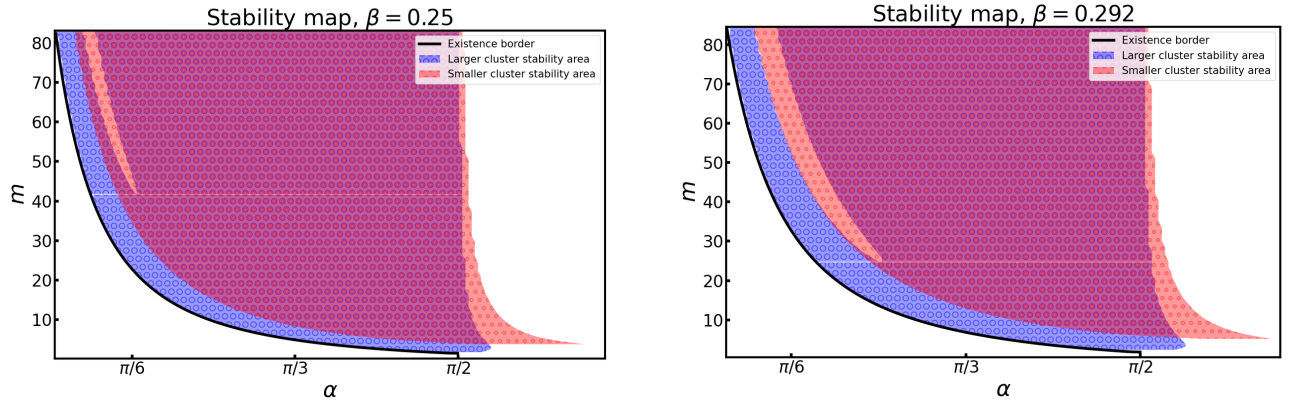 Stability map, β = 0.25
Existence border
Larger cluster stability area
Smaller cluster stability area
80
70
60
50
40
30
20
10
m
π/6
π/3
π/2
α
Stability map, β = 0.292
Existence border
Larger cluster stability area
Smaller cluster stability area
80
70
60
50
40
30
20
10
m
π/6
π/3
π/2
α